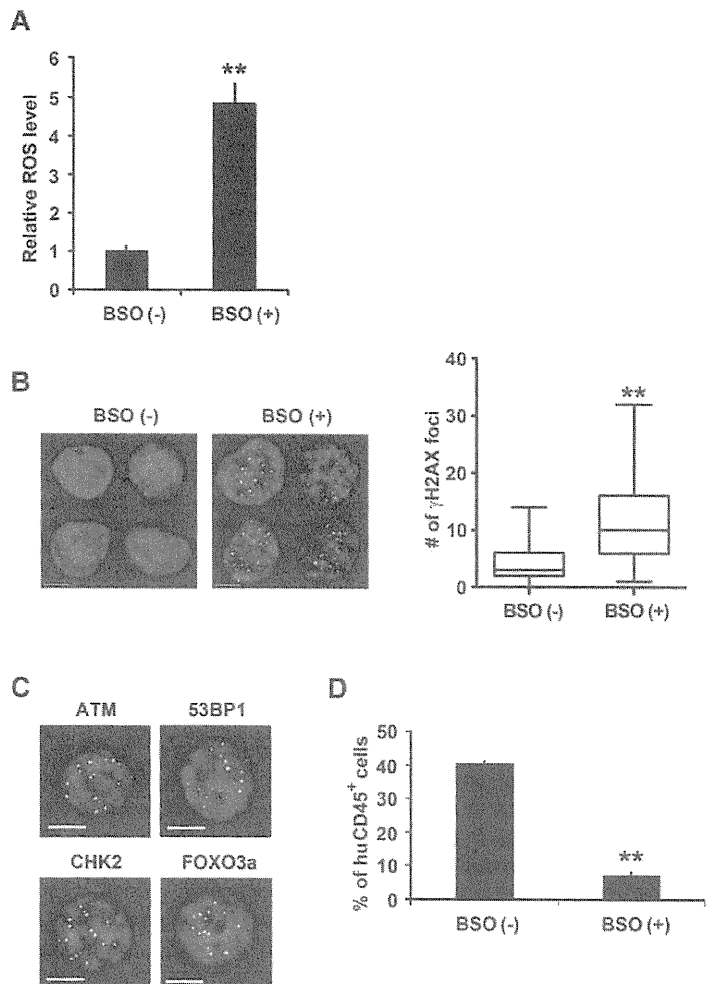 A
Relative ROS level
6
5
4
3
2
1
0
**
BSO (-)
BSO (+)
B
BSO (-)
BSO (+)
# of γH2AX foci
40
30
20
10
0
**
BSO (-)
BSO (+)
C
ATM
53BP1
CHK2
FOXO3a
D
% of huCD45+ cells
50
40
30
20
10
0
**
BSO (-)
BSO (+)